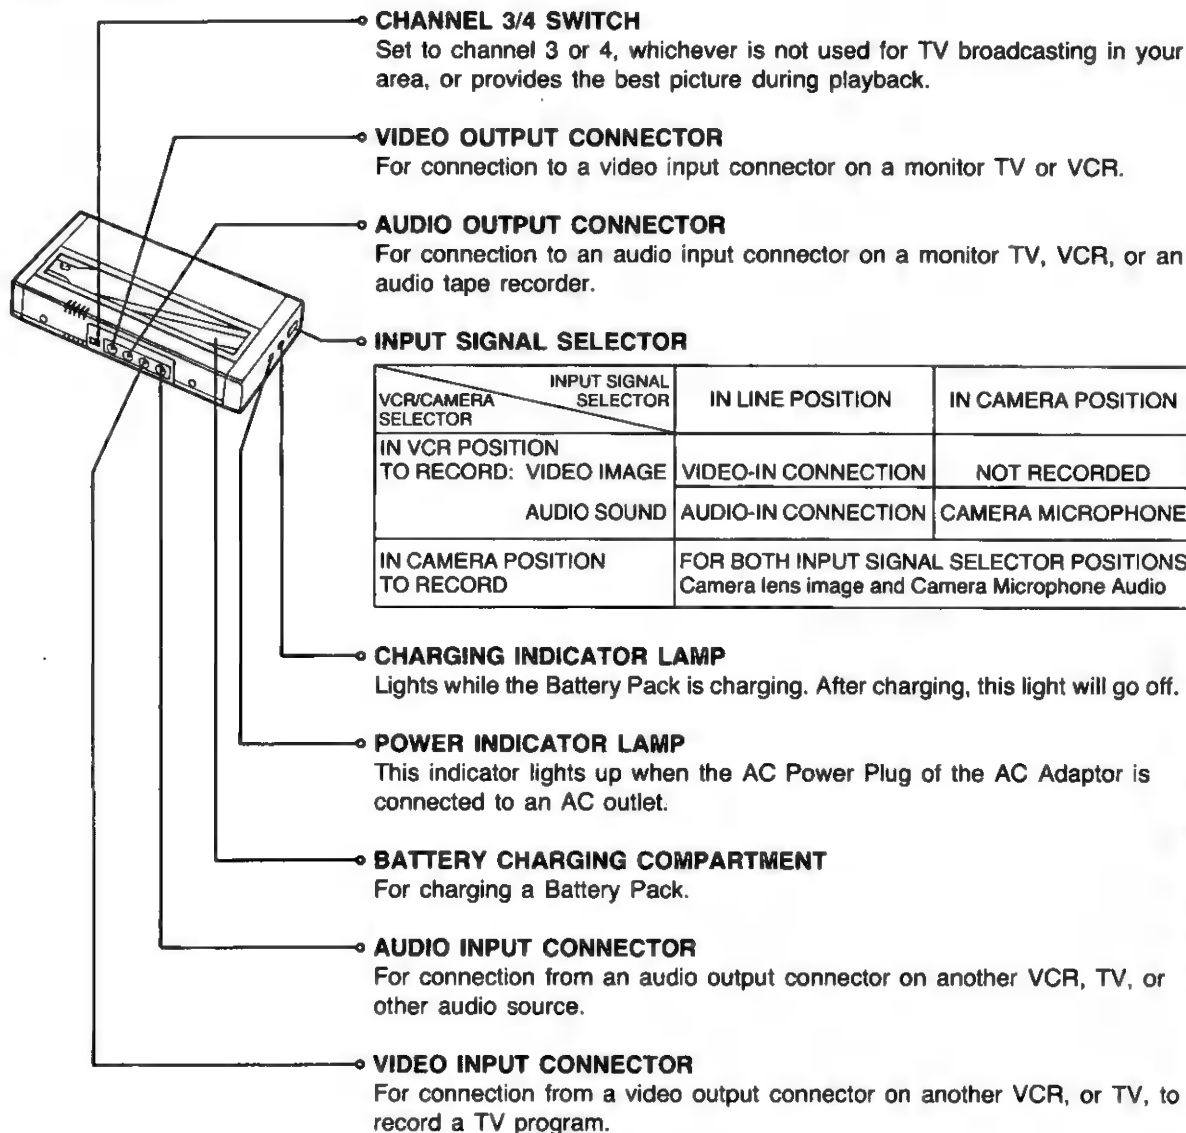 CHANNEL 3/4 SWITCH
Set to channel 3 or 4, whichever is not used for TV broadcasting in your
area, or provides the best picture during playback.
VIDEO OUTPUT CONNECTOR
For connection to a video input connector on a monitor TV or VCR.
AUDIO OUTPUT CONNECTOR
For connection to an audio input connector on a monitor TV, VCR, or an
audio tape recorder.
INPUT SIGNAL SELECTOR
INPUT SIGNAL
SELECTOR
VCR/CAMERA
SELECTOR
IN LINE POSITION
IN CAMERA POSITION
IN VCR POSITION
TO RECORD: VIDEO IMAGE
VIDEO-IN CONNECTION
NOT RECORDED
AUDIO SOUND
AUDIO-IN CONNECTION
CAMERA MICROPHONE
IN CAMERA POSITION
TO RECORD
FOR BOTH INPUT SIGNAL SELECTOR POSITIONS
Camera lens image and Camera Microphone Audio
CHARGING INDICATOR LAMP
Lights while the Battery Pack is charging. After charging, this light will go off.
POWER INDICATOR LAMP
This indicator lights up when the AC Power Plug of the AC Adaptor is
connected to an AC outlet.
BATTERY CHARGING COMPARTMENT
For charging a Battery Pack.
AUDIO INPUT CONNECTOR
For connection from an audio output connector on another VCR, TV, or
other audio source.
VIDEO INPUT CONNECTOR
For connection from a video output connector on another VCR, or TV, to
record a TV program.